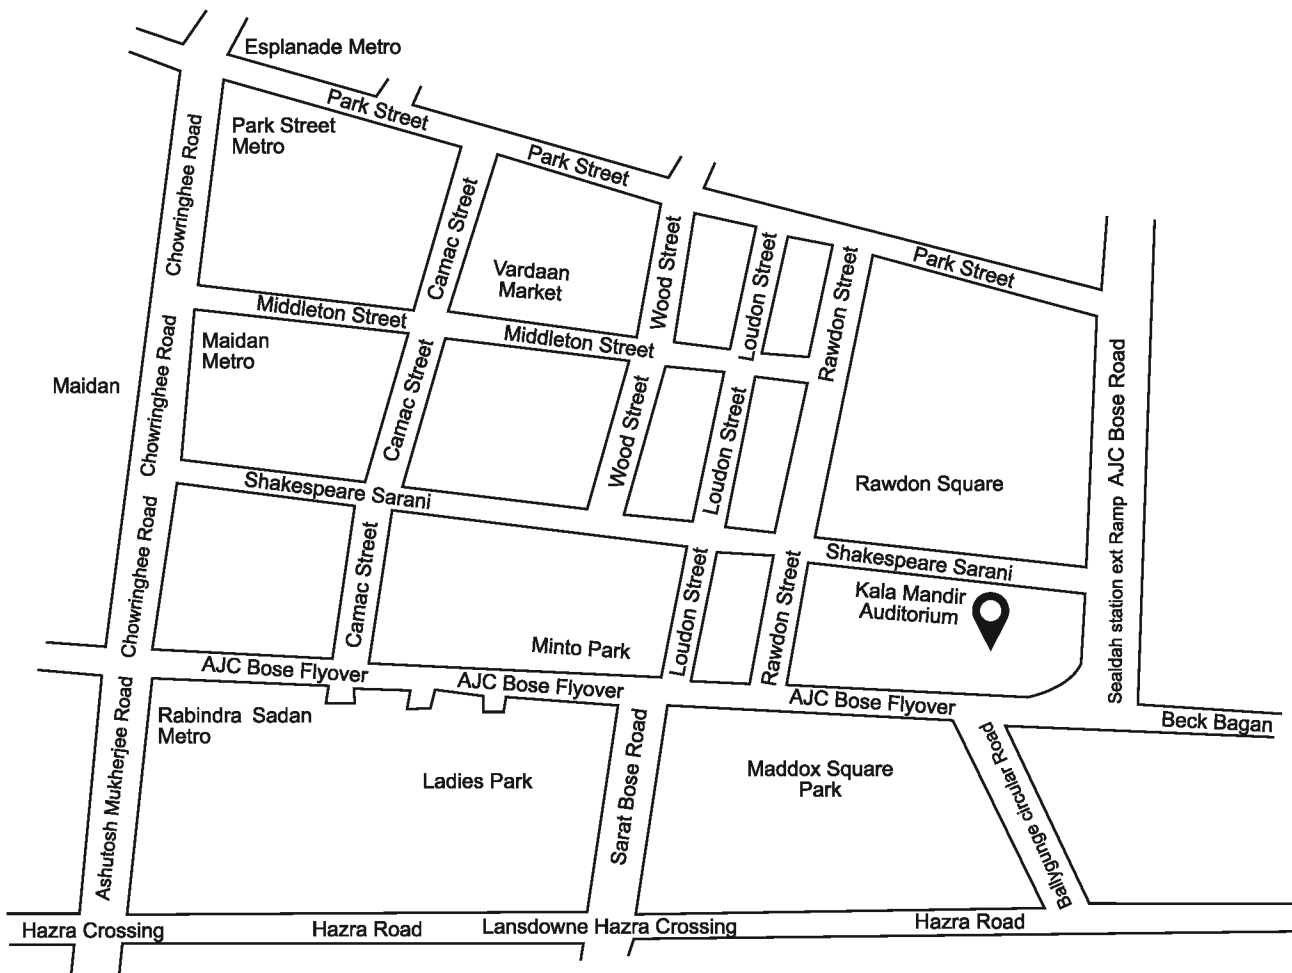 Esplanade Metro
Park Street
Park Street
Metro
Park Street
Park Street
Chowringhee Road
Camac Street
Vardaan
Market
Wood Street
Loudon Street
Rawdon Street
Middleton Street
Middleton Street
Maidan
Maidan
Metro
Chowringhee Road
Camac Street
Wood Street
Loudon Street
AJC Bose Road
Rawdon Square
Shakespeare Sarani
Shakespeare Sarani
Chowringhee Road
Camac Street
Loudon Street
Rawdon Street
Kala Mandir
Auditorium
Sealdah station ext Ramp
Minto Park
AJC Bose Flyover
AJC Bose Flyover
AJC Bose Flyover
Beck Bagan
Rabindra Sadan
Metro
Ashutosh Mukherjee Road
Ladies Park
Sarat Bose Road
Maddox Square
Park
Ballygunge circular Road
Hazra Crossing
Hazra Road
Lansdowne Hazra Crossing
Hazra Road